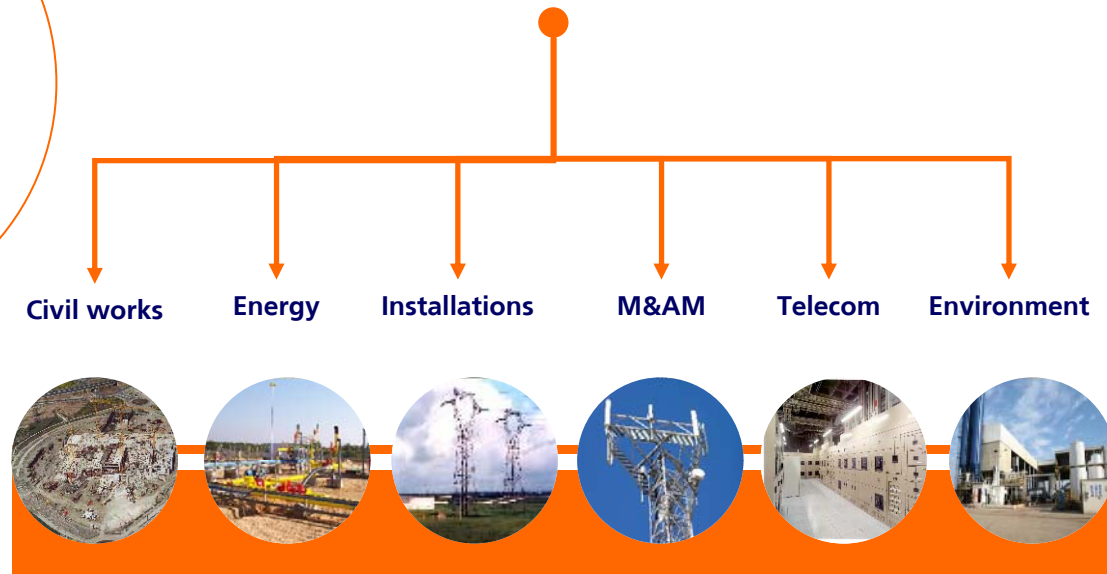 Civil works
Energy
Installations
M&AM
Telecom
Environment